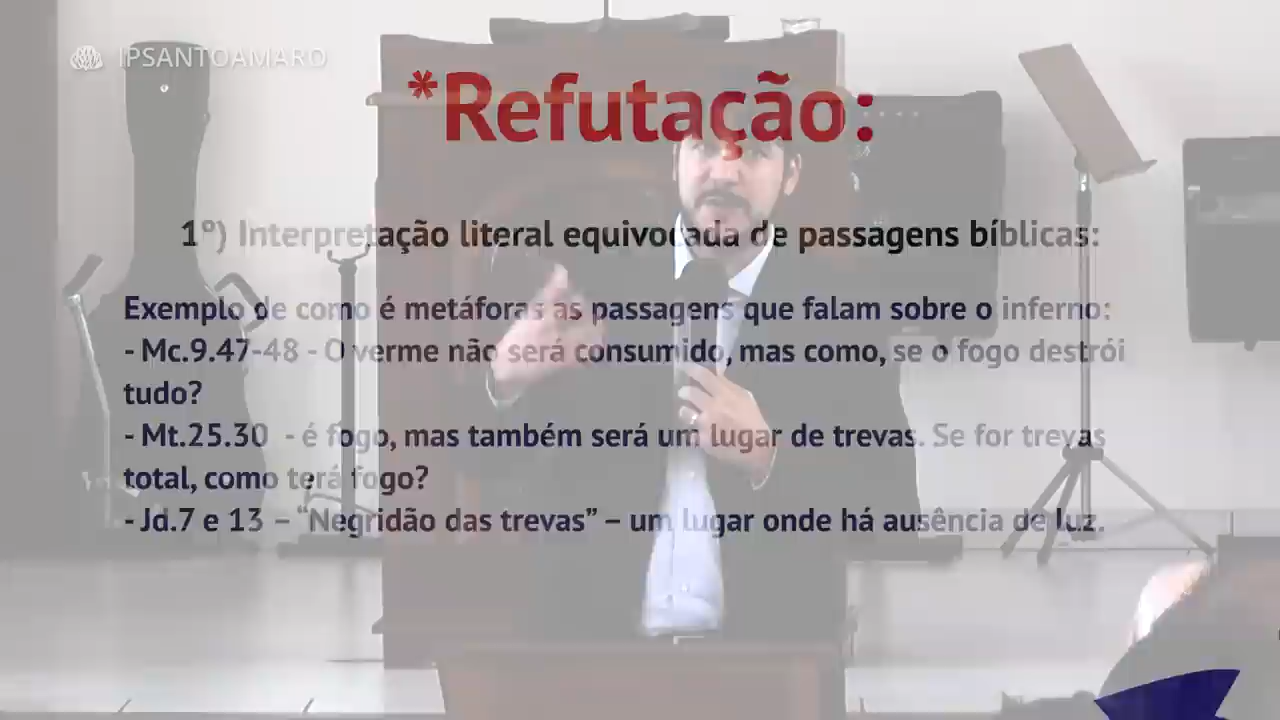 IPSANTOAMARO
*Refutação:
1º) Interpretação literal equivocada de passagens bíblicas:
Exemplo de como é metáforas as passagens que falam sobre o inferno:
- Mc.9.47-48 - O verme não será consumido, mas como, se o fogo destrói
tudo?
- Mt.25.30 - é fogo, mas também será um lugar de trevas. Se for trevas
total, como terá fogo?
- Jd.7 e 13 – “Negridão das trevas” – um lugar onde há ausência de luz.